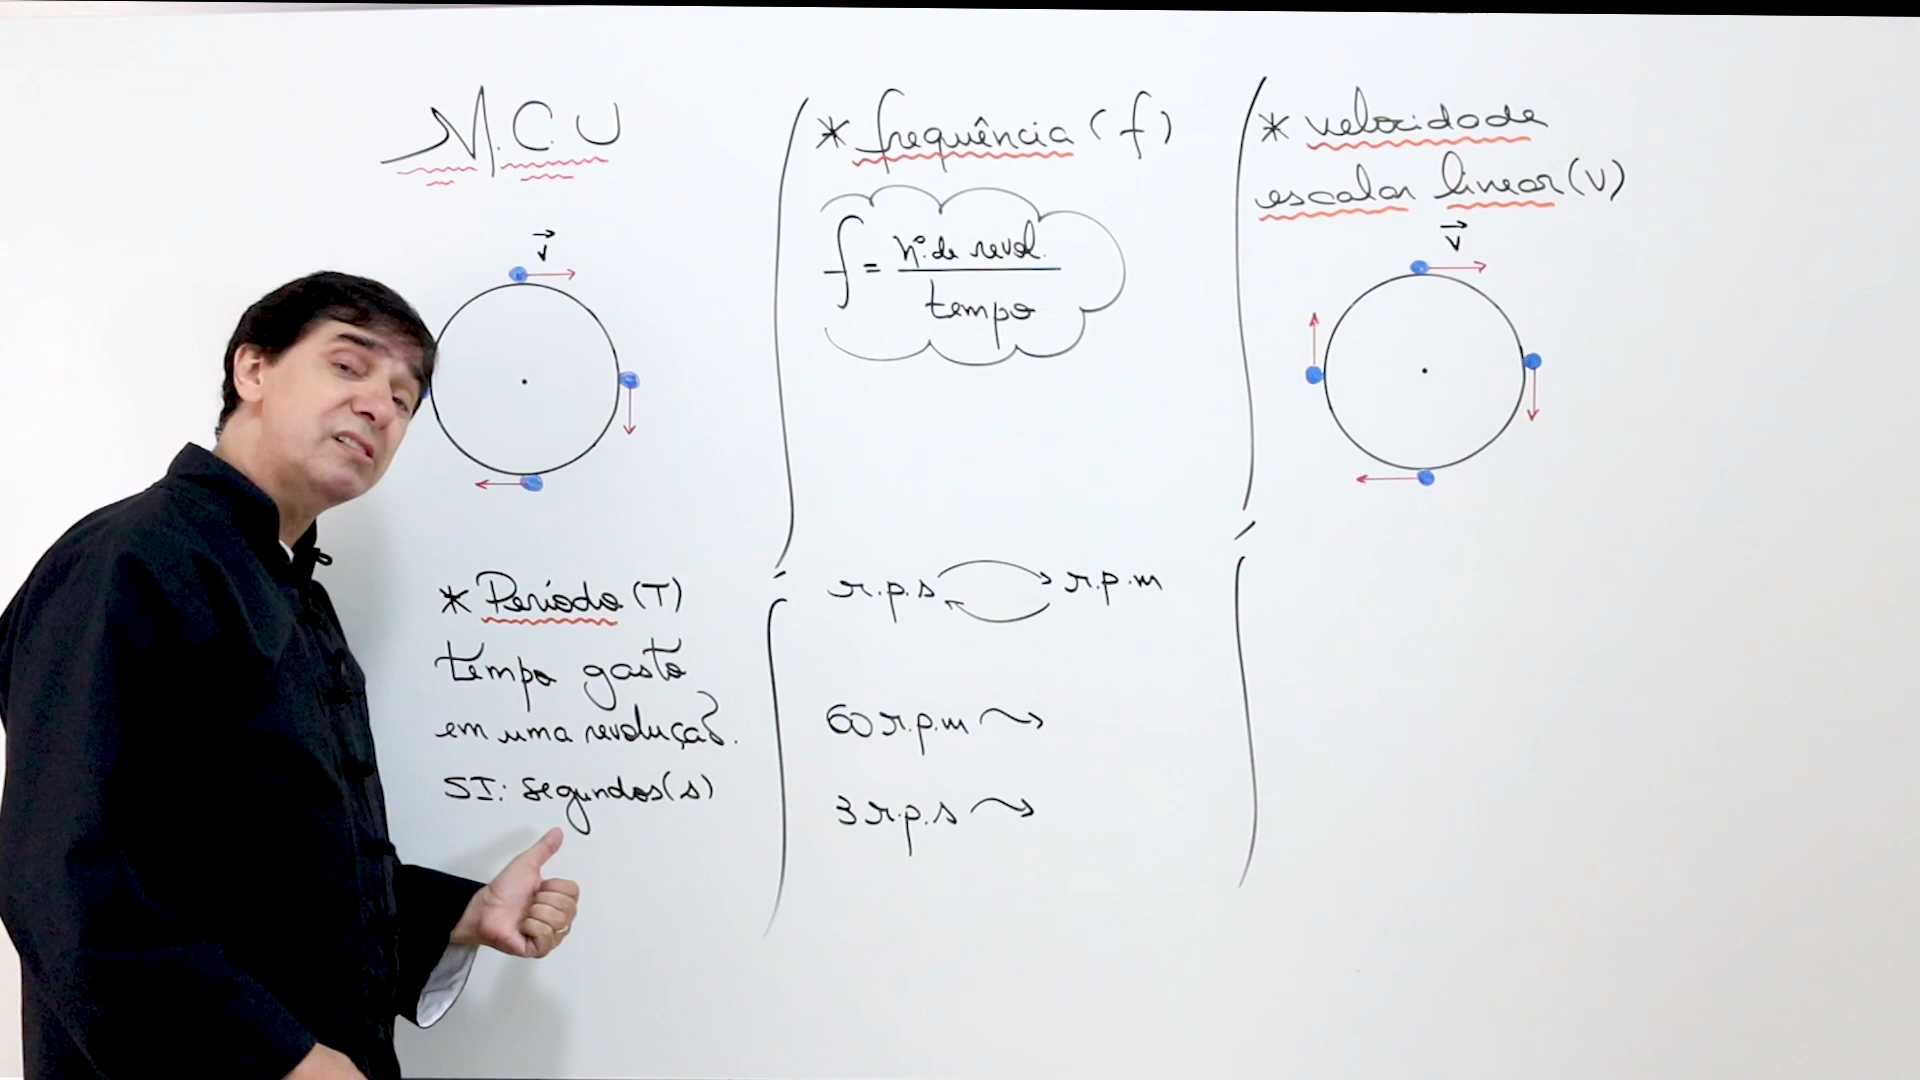 M.C.U
→
v
* Período (T)
tempo gasto
em uma revolução.
SI: segundos(s)
* frequência (f)
f = nº. de revol.
tempo
r.p.s → r.p.m
60 r.p.m →
3 r.p.s →
* velocidade
escalar linear (v)
→
v